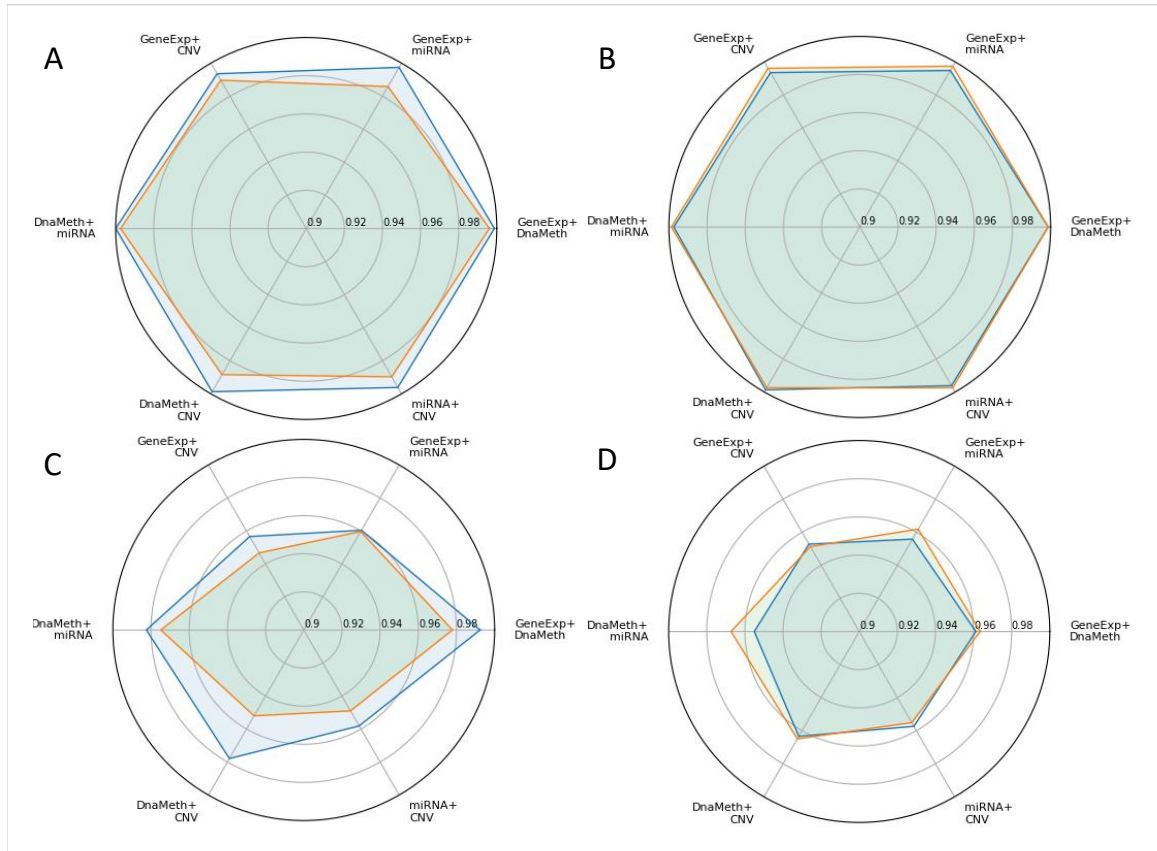 A
GeneExp+
CNV
GeneExp+
miRNA
DnaMeth+
miRNA
0.9 0.92 0.94 0.96 0.98
GeneExp+
DnaMeth
DnaMeth+
CNV
miRNA+
CNV
B
GeneExp+
CNV
GeneExp+
miRNA
DnaMeth+
miRNA
0.9 0.92 0.94 0.96 0.98
GeneExp+
DnaMeth
DnaMeth+
CNV
miRNA+
CNV
C
GeneExp+
CNV
GeneExp+
miRNA
DnaMeth+
miRNA
0.9 0.92 0.94 0.96 0.98
GeneExp+
DnaMeth
DnaMeth+
CNV
miRNA+
CNV
D
GeneExp+
CNV
GeneExp+
miRNA
DnaMeth+
miRNA
0.9 0.92 0.94 0.96 0.98
GeneExp+
DnaMeth
DnaMeth+
CNV
miRNA+
CNV